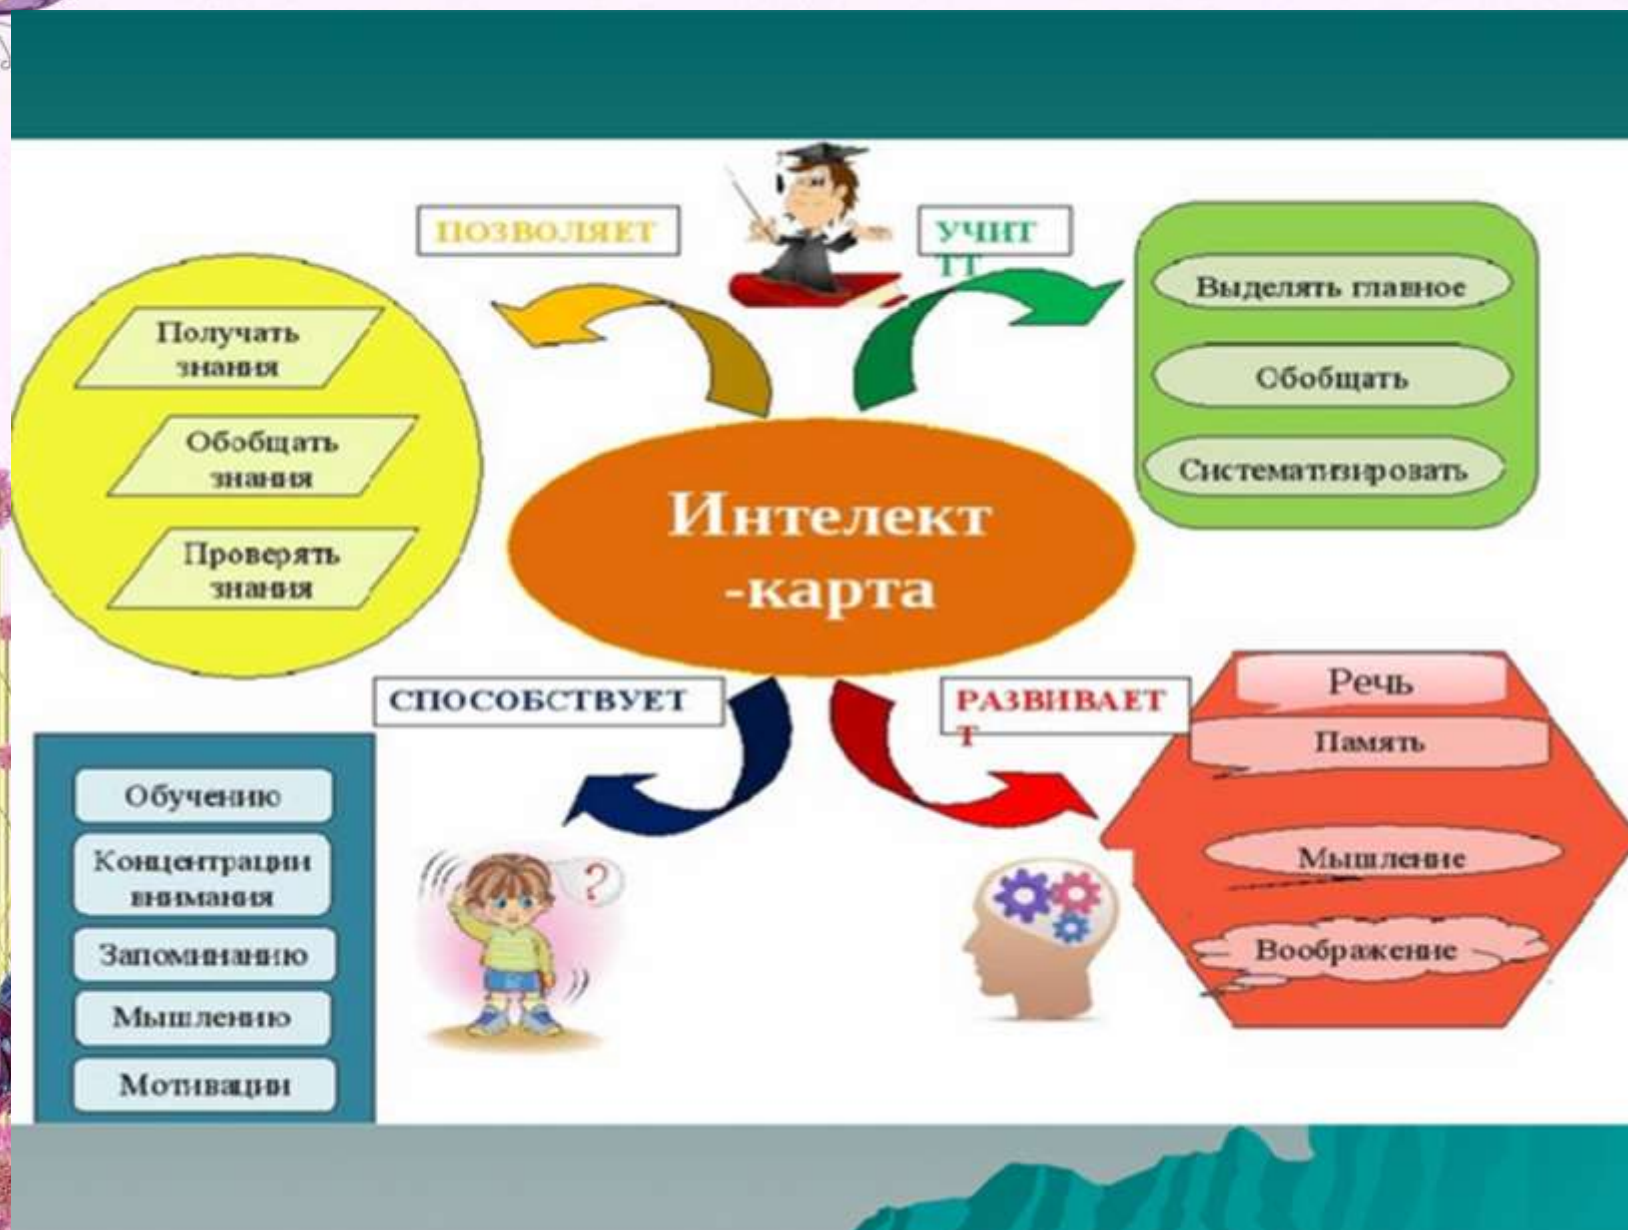 ПОЗВОЛЯЕТ
Получать
знания
Обобщать
знания
Проверять
знания
УЧИТ
ТТ
Выделять главное
Обобщать
Систематизировать
Интелект
-карта
СПОСОБСТВУЕТ
Обучению
Концентрации
внимания
Запоминанию
Мышлению
Мотивации
?
РАЗВИВАЕТ
Т
Речь
Память
Мышление
Воображение